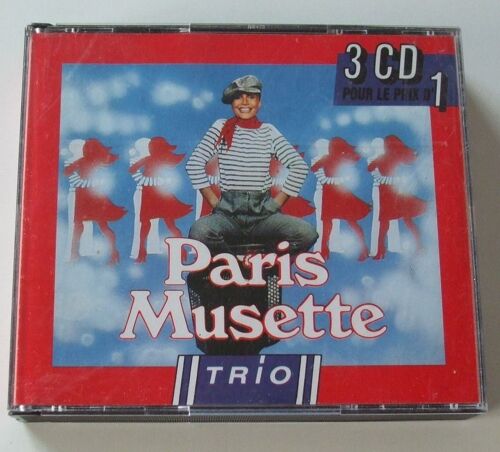 3 CD
POUR LE PRIX D'1
Paris
Musette
TRIO